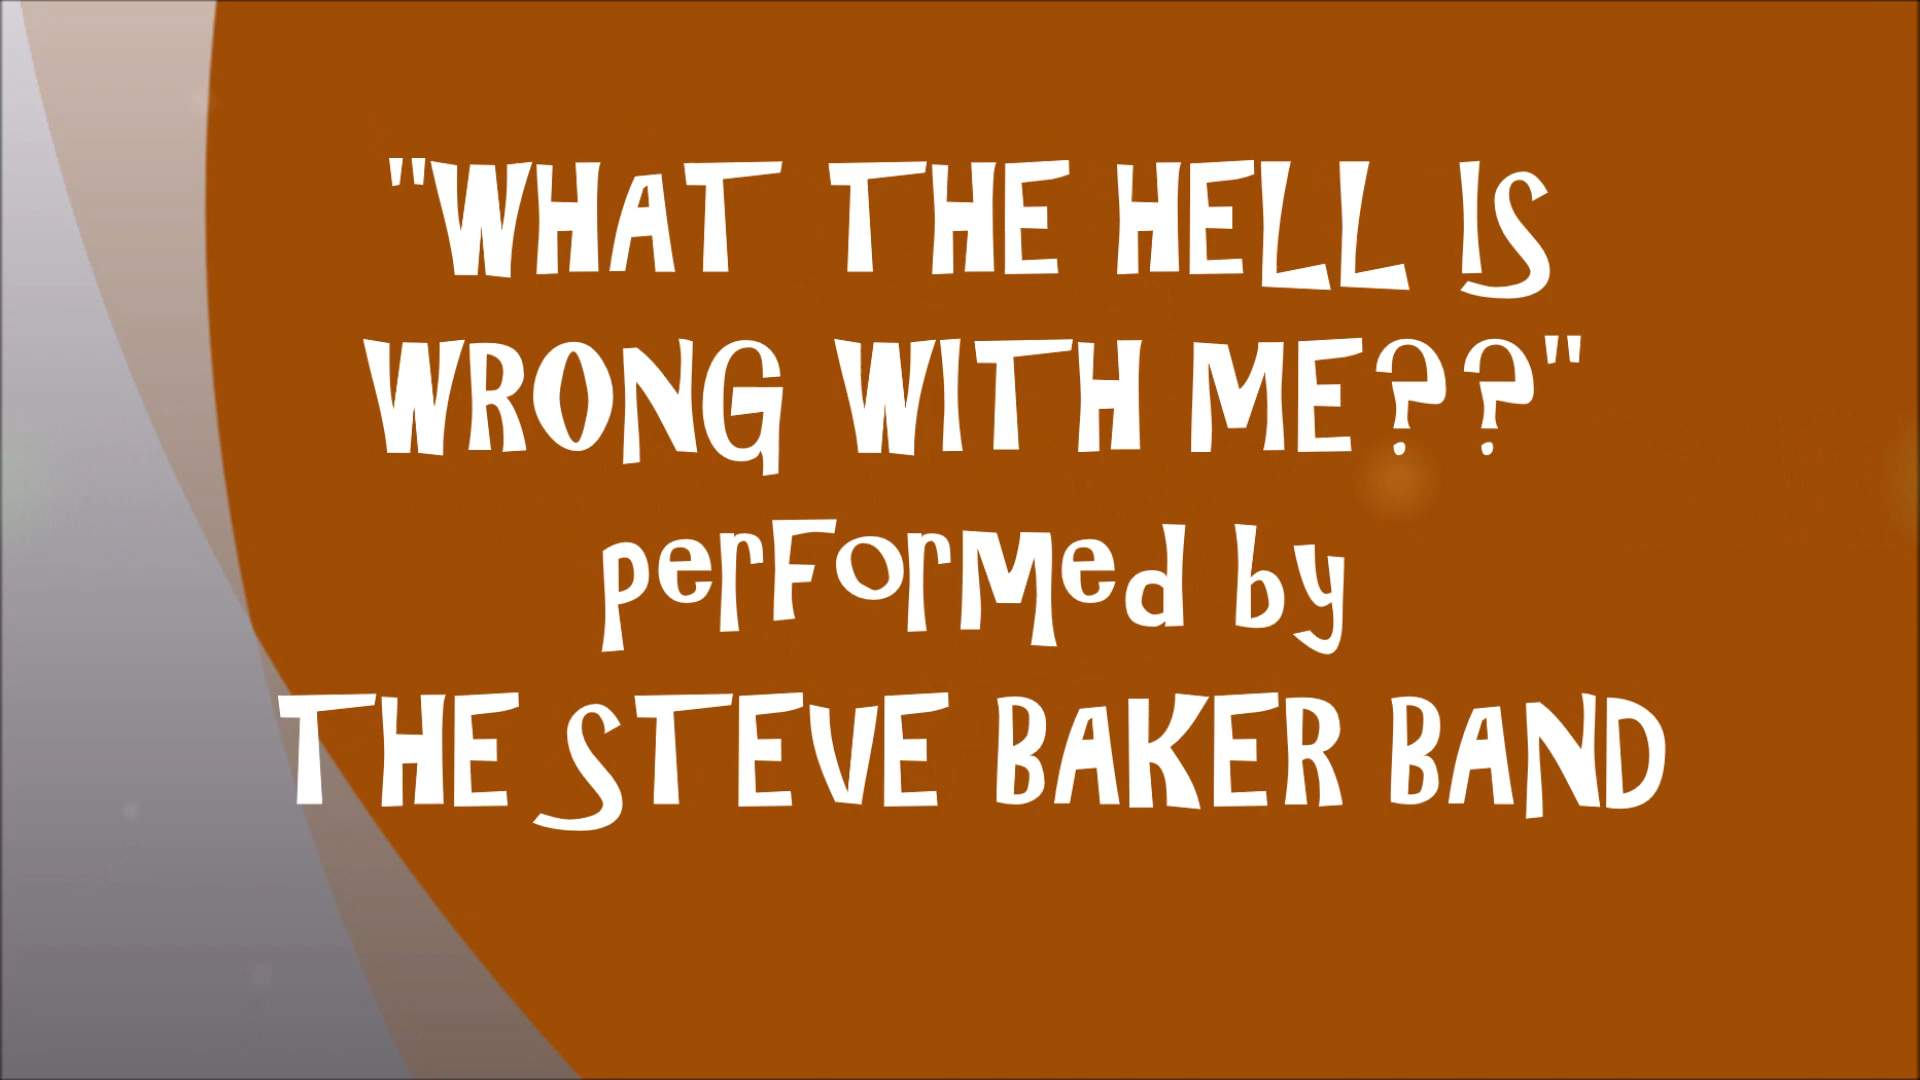 "WHAT THE HELL IS
WRONG WITH ME??"
performed by
THE STEVE BAKER BAND